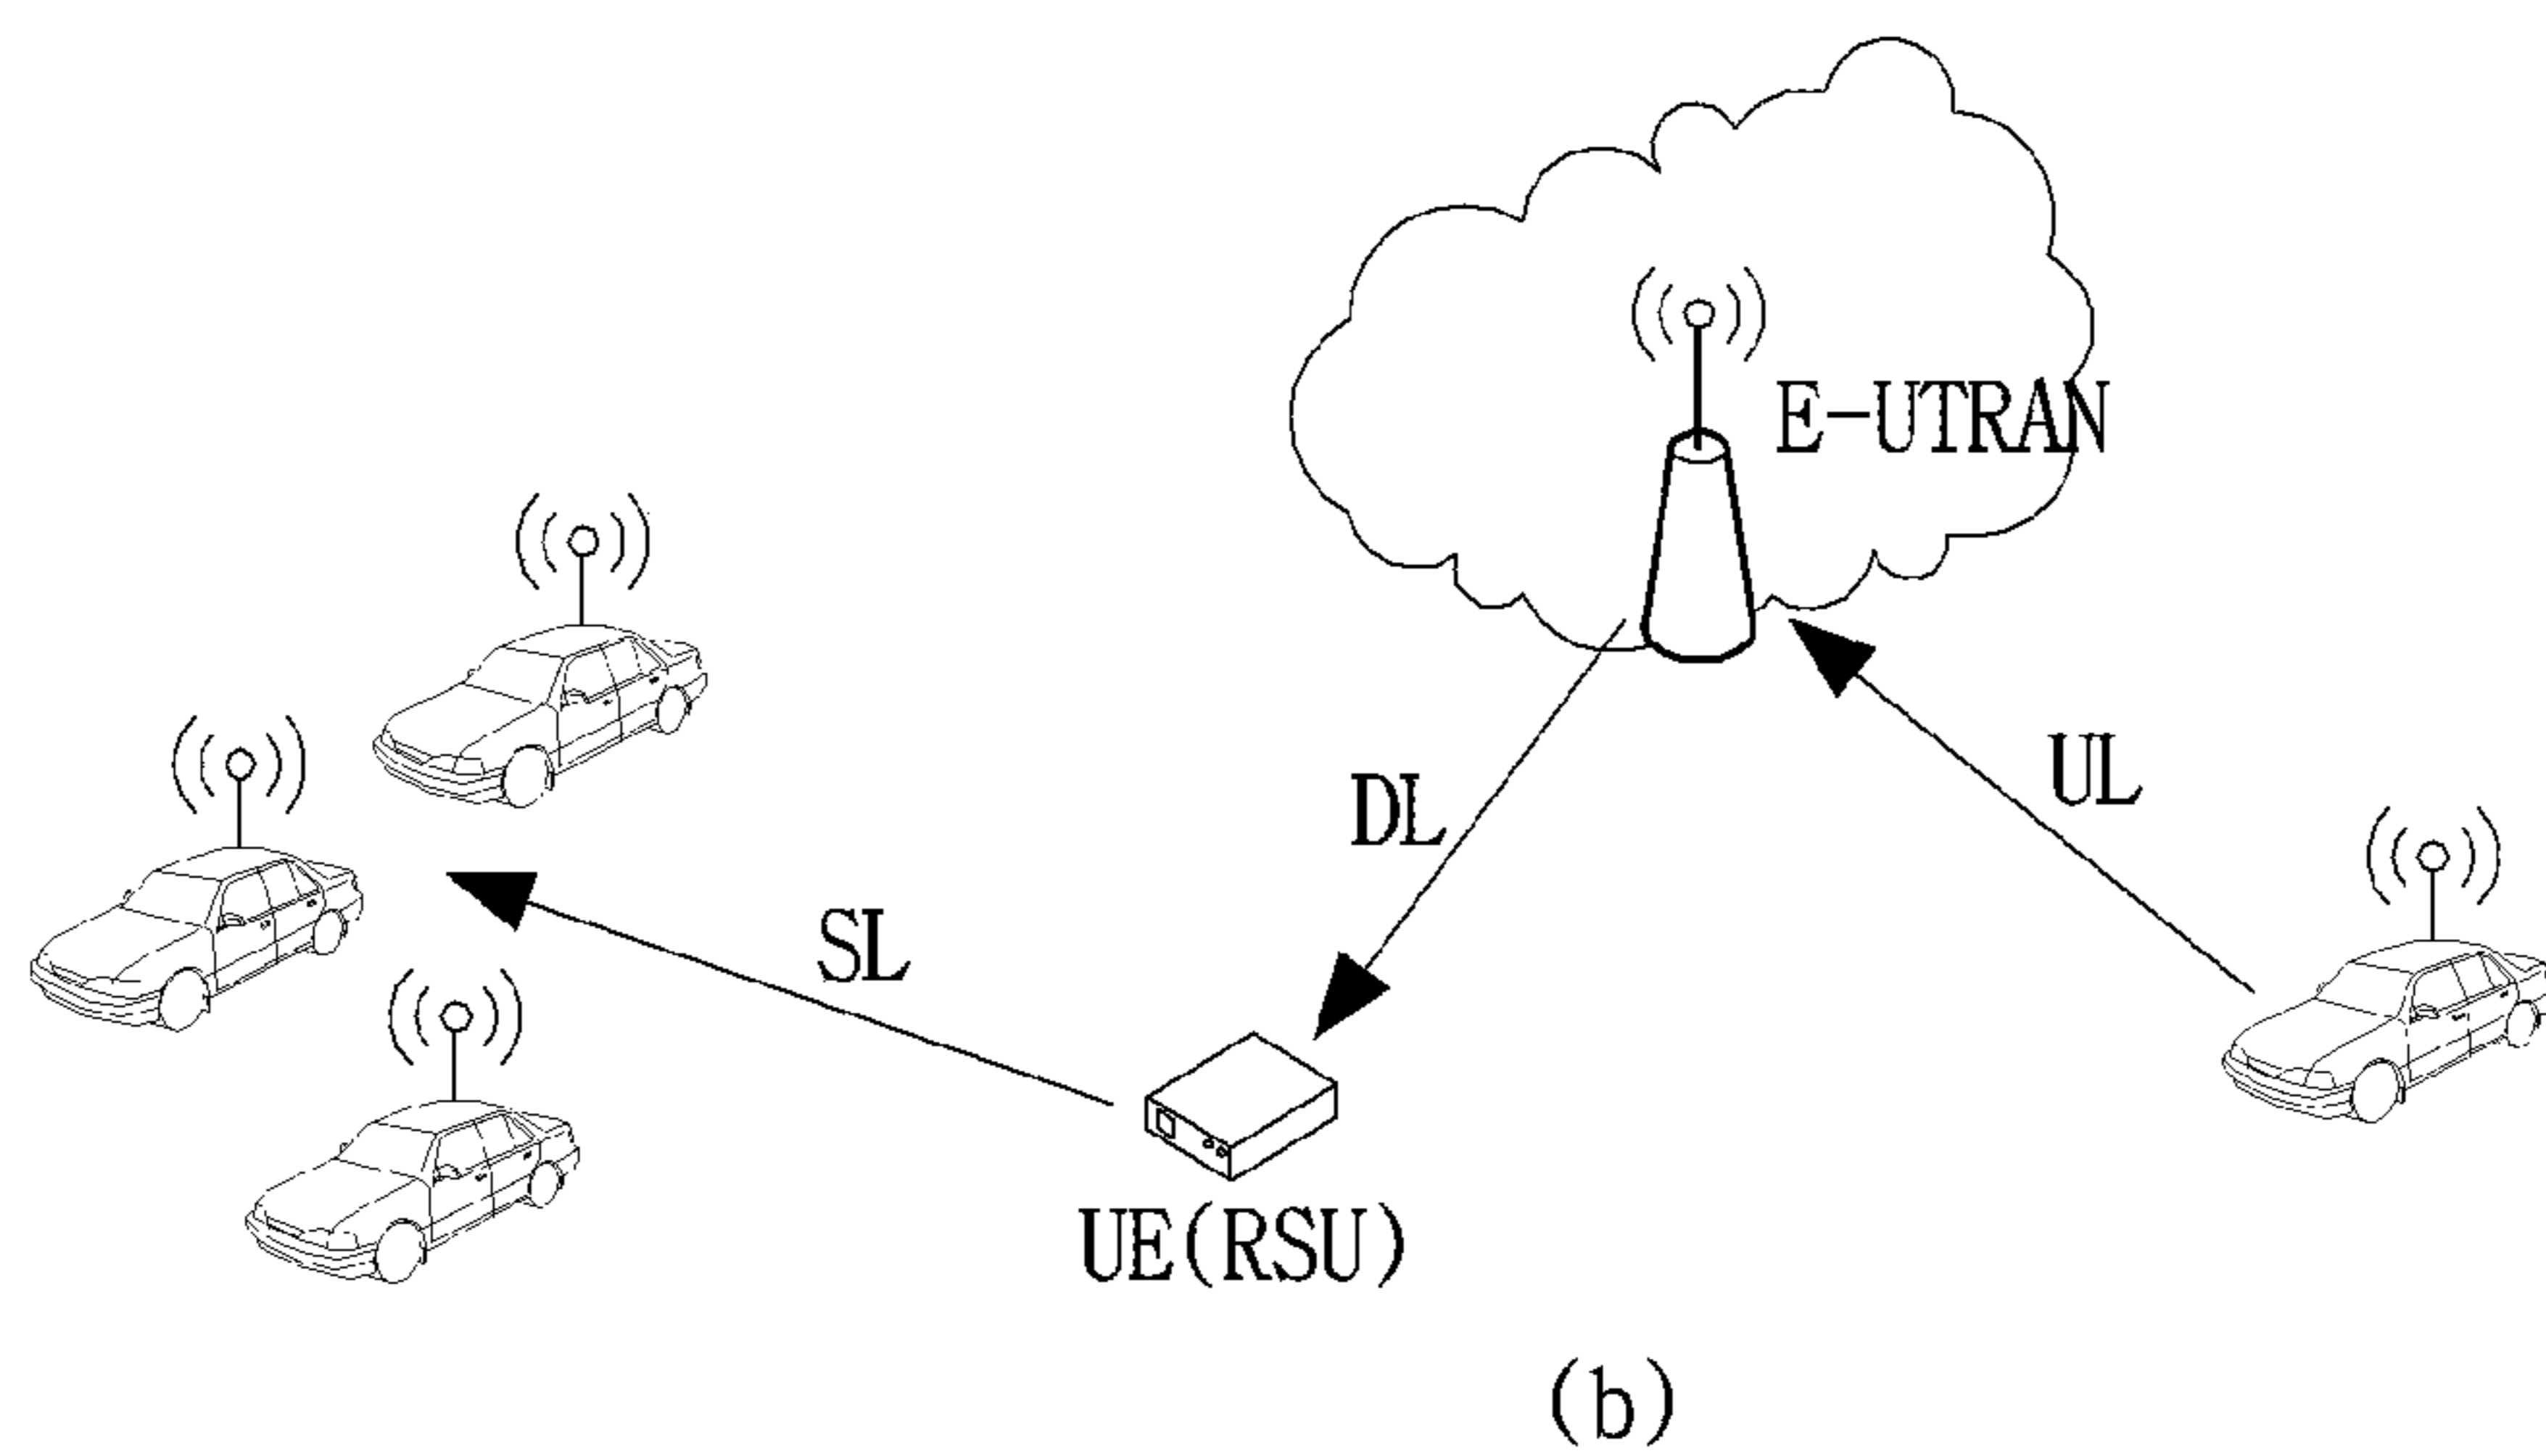 E-UTRAN
UL
DL
SL
UE(RSU)
(b)